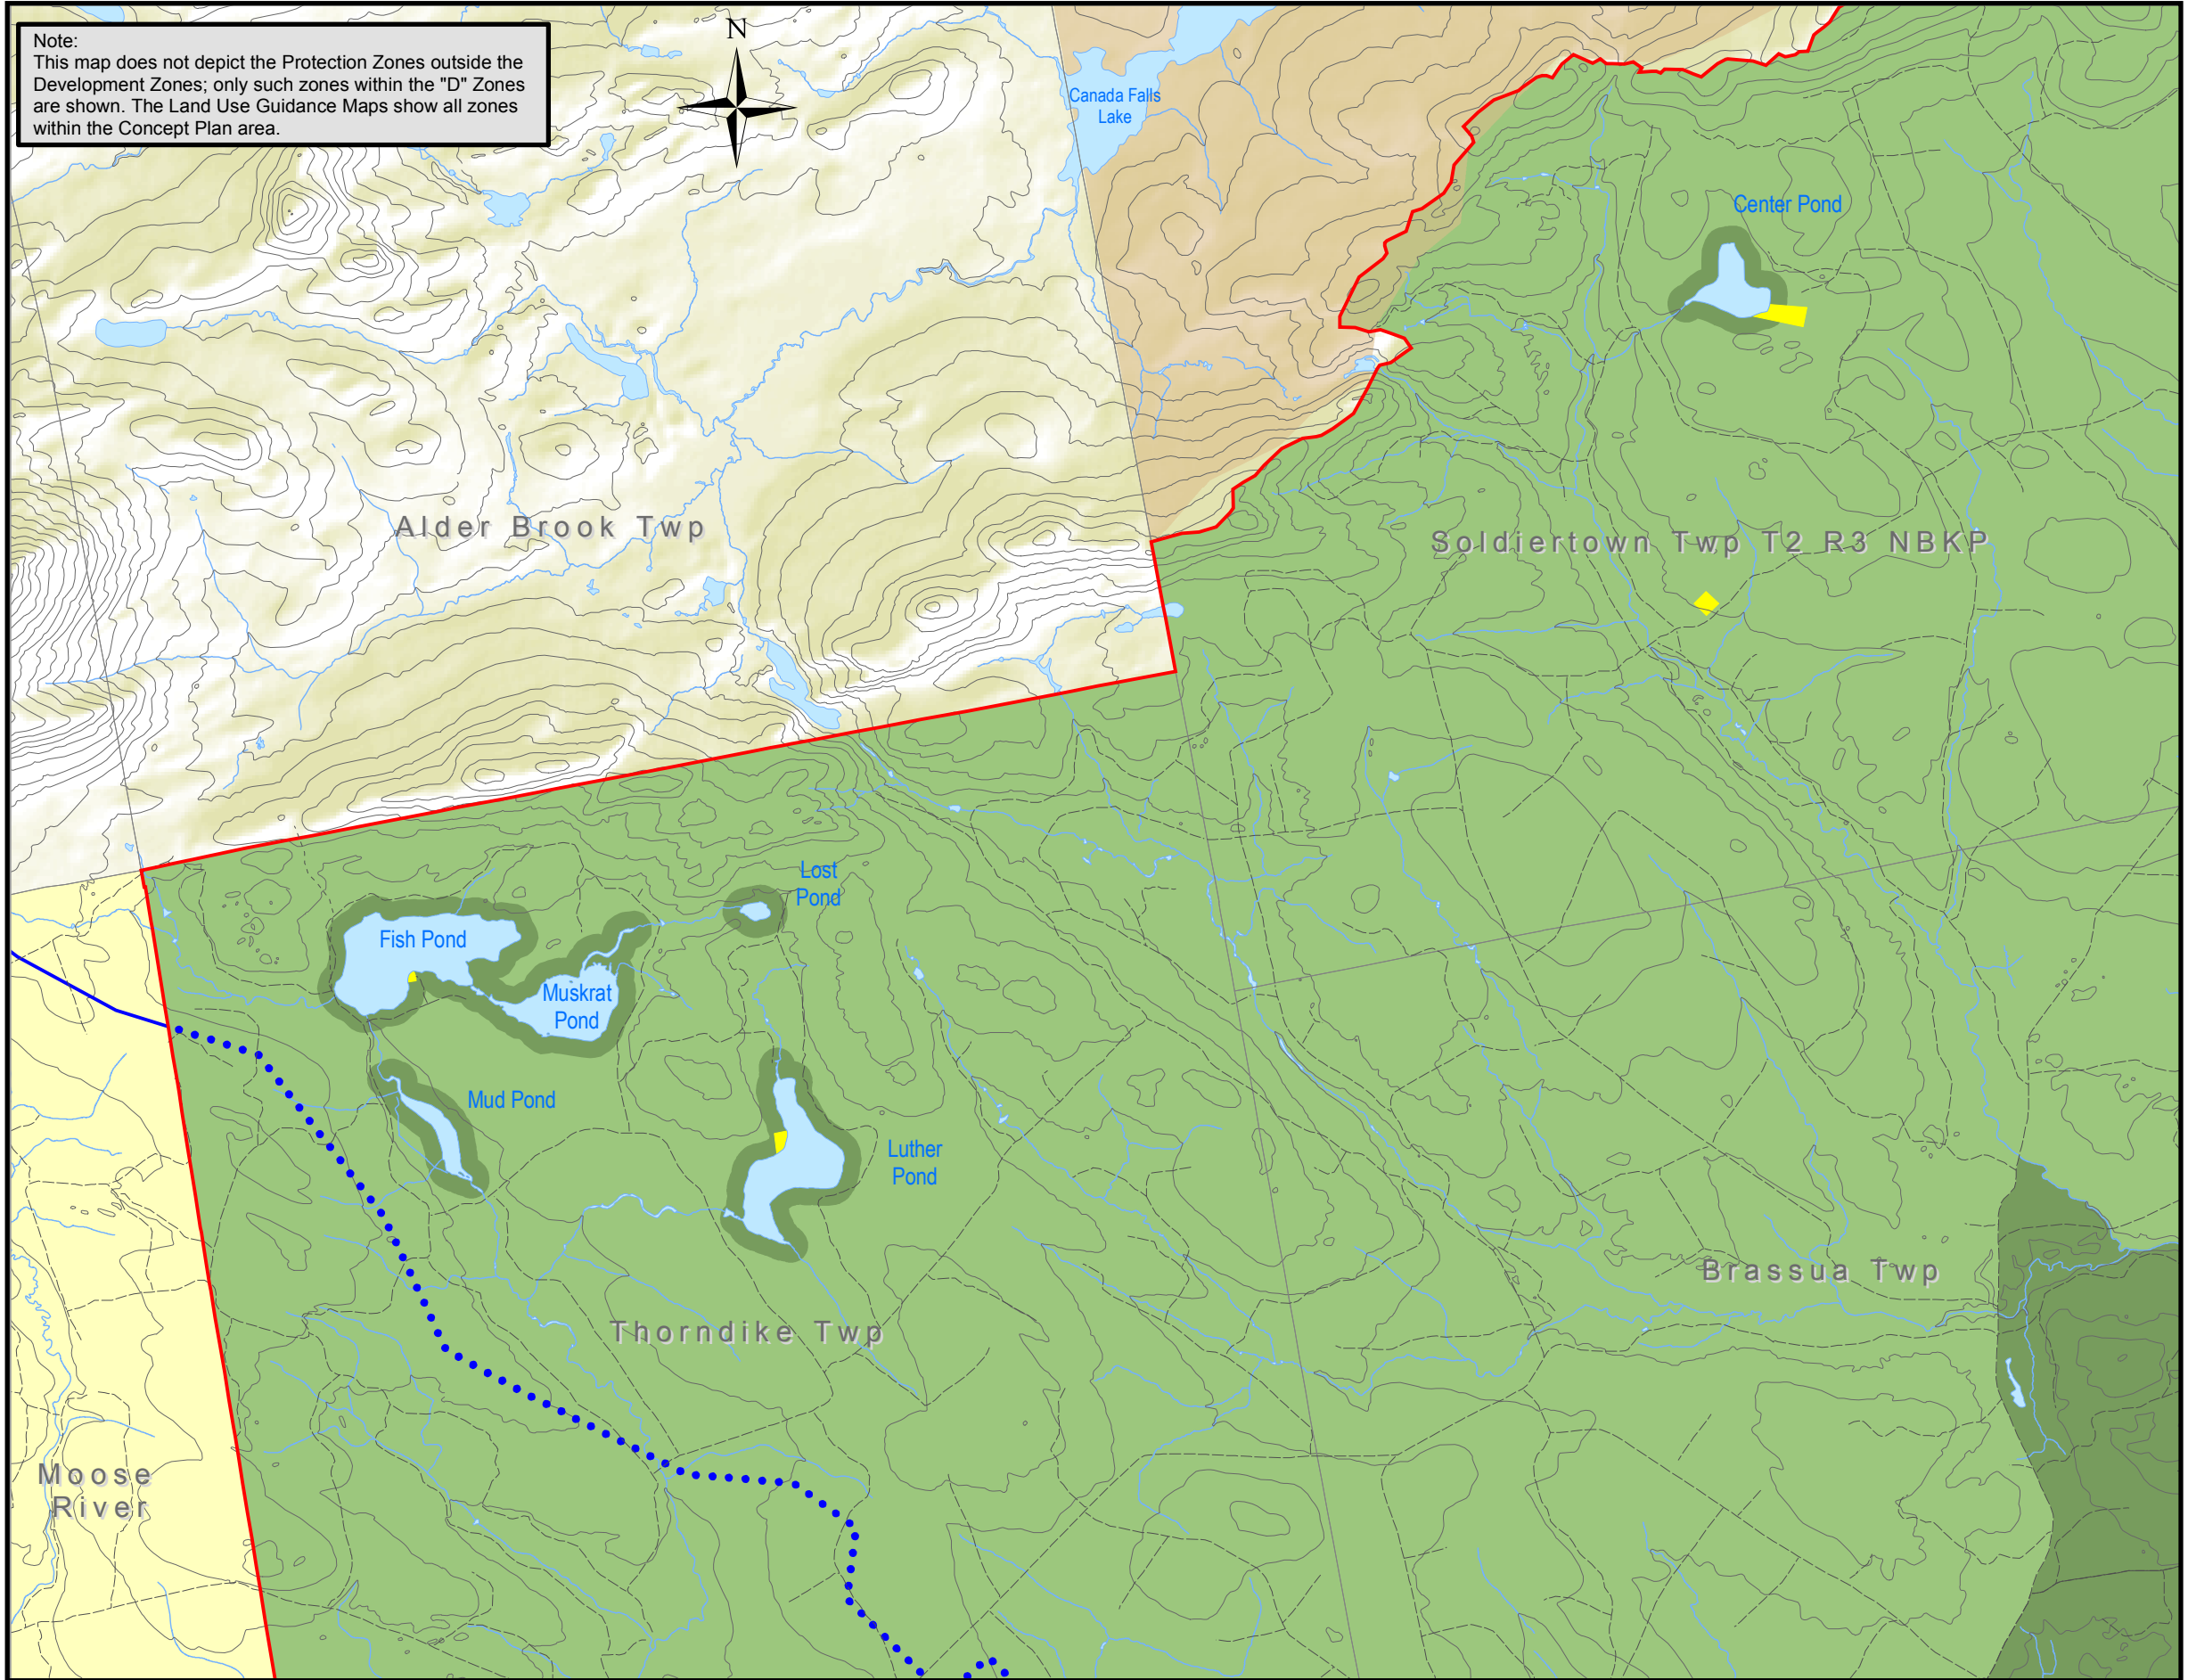 Note:
This map does not depict the Protection Zones outside the
Development Zones; only such zones within the "D" Zones
are shown. The Land Use Guidance Maps show all zones
within the Concept Plan area.
N
Canada Falls
Lake
Center Pond
Alder Brook Twp
Soldiertown Twp T2 R3 NBKP
Lost
Pond
Fish Pond
Muskrat
Pond
Mud Pond
Luther
Pond
Brassua Twp
Thorndike Twp
Moose
River